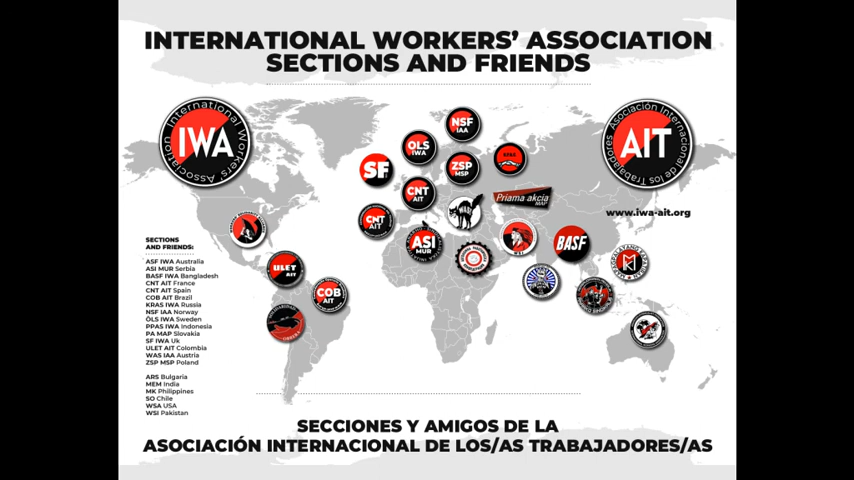 INTERNATIONAL WORKERS' ASSOCIATION
SECTIONS AND FRIENDS
International Workers Association
IWA
Asociación Internacional de los Trabajadores
AIT
www.iwa-ait.org
NSF
IAA
OLS
IWA
SF
ZSP
MSP
KRAS
CNT
AIT
WAS
Priama akcia
MAP
CNT
AIT
ASI
MUR
WSI
BASF
ULET
AIT
COB
AIT
SECTIONS
AND FRIENDS:
ASF IWA Australia
ASI MUR Serbia
BASF IWA Bangladesh
CNT AIT France
CNT AIT Spain
COB AIT Brazil
KRAS IWA Russia
NSF IAA Norway
ÖLS IWA Sweden
PPAS IWA Indonesia
PA MAP Slovakia
SF IWA Uk
ULET AIT Colombia
WAS IAA Austria
ZSP MSP Poland
ARS Bulgaria
MEM India
MK Philippines
SO Chile
WSA USA
WSI Pakistan
SECCIONES Y AMIGOS DE LA
ASOCIACIÓN INTERNACIONAL DE LOS/AS TRABAJADORES/AS